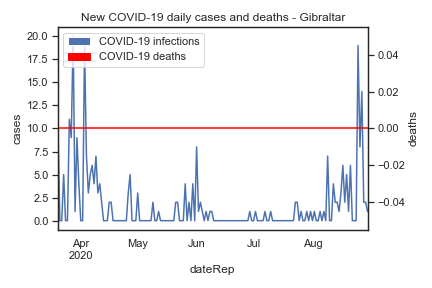 New COVID-19 daily cases and deaths - Gibraltar
COVID-19 infections
COVID-19 deaths
20.0
17.5
15.0
12.5
10.0
7.5
5.0
2.5
0.0
cases
0.04
0.02
0.00
−0.02
−0.04
deaths
Apr
2020
May
Jun
Jul
Aug
dateRep